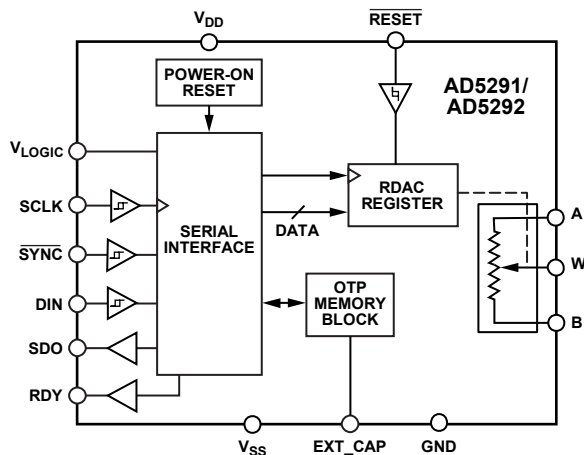 VDD
RESET
POWER-ON
RESET
AD5291/
AD5292
VLOGIC
SCLK
SYNC
DIN
SDO
RDY
SERIAL
INTERFACE
DATA
RDAC
REGISTER
OTP
MEMORY
BLOCK
A
W
B
VSS
EXT_CAP
GND